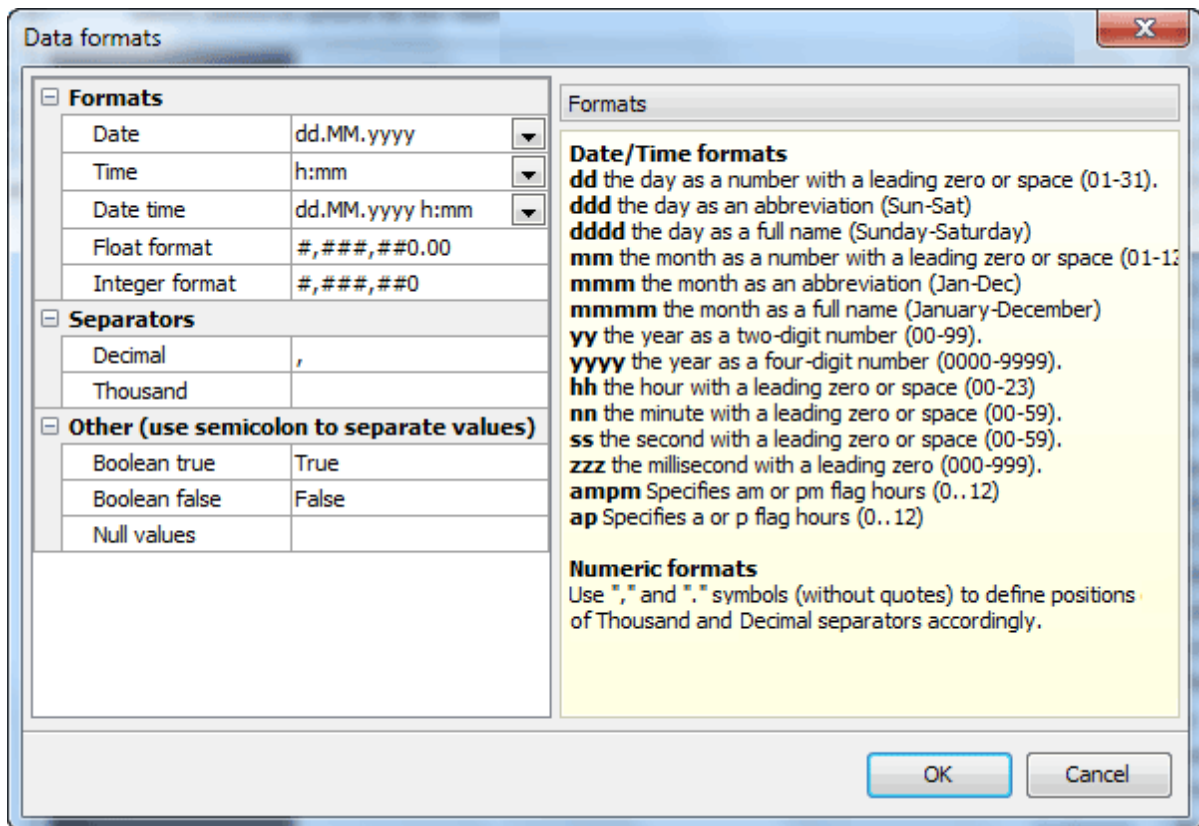 Data formats
Formats
Date dd.MM.yyyy
Time h:mm
Date time dd.MM.yyyy h:mm
Float format #,###,##0.00
Integer format #,###,##0
Separators
Decimal ,
Thousand
Other (use semicolon to separate values)
Boolean true True
Boolean false False
Null values
Formats
Date/Time formats
dd the day as a number with a leading zero or space (01-31).
ddd the day as an abbreviation (Sun-Sat)
dddd the day as a full name (Sunday-Saturday)
mm the month as a number with a leading zero or space (01-12
mmm the month as an abbreviation (Jan-Dec)
mmmm the month as a full name (January-December)
yy the year as a two-digit number (00-99).
yyyy the year as a four-digit number (0000-9999).
hh the hour with a leading zero or space (00-23)
nn the minute with a leading zero or space (00-59).
ss the second with a leading zero or space (00-59).
zzz the millisecond with a leading zero (000-999).
ampm Specifies am or pm flag hours (0..12)
ap Specifies a or p flag hours (0..12)
Numeric formats
Use "," and "." symbols (without quotes) to define positions
of Thousand and Decimal separators accordingly.
OK
Cancel